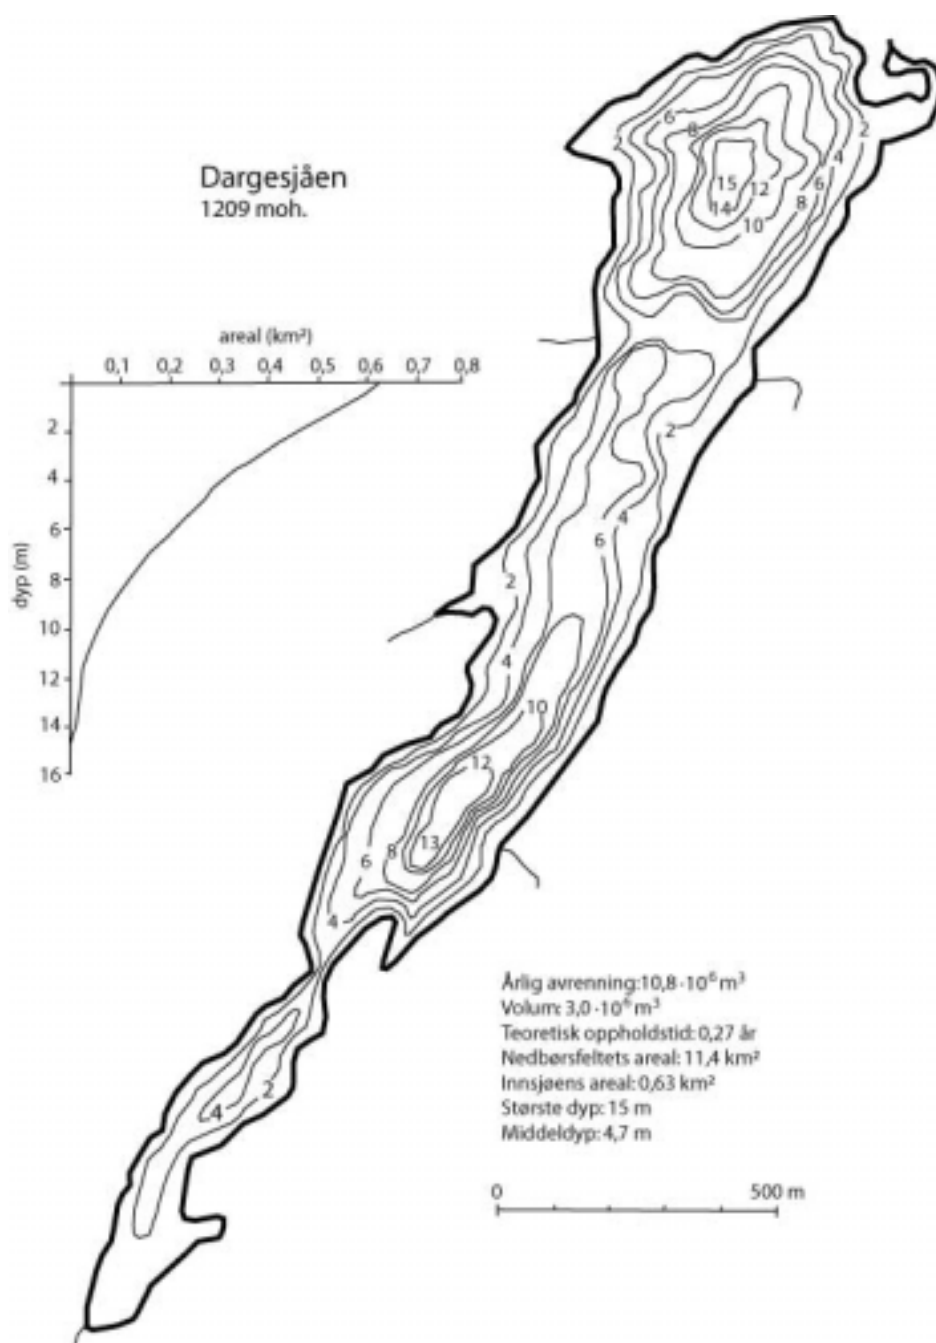 Dargesjåen
1209 moh.
areal (km²)
0,1 0,2 0,3 0,4 0,5 0,6 0,7 0,8
dyp (m)
2
4
6
8
10
12
14
16
2
6
8
2
4
6
8
15
12
14
10
2
4
6
2
4
10
12
13
8
6
4
2
4
Årlig avrenning: 10,8 · 10⁶ m³
Volum: 3,0 · 10⁶ m³
Teoretisk oppholdstid: 0,27 år
Nedbørsfeltets areal: 11,4 km²
Innsjøens areal: 0,63 km²
Største dyp: 15 m
Middeldyp: 4,7 m
0 500 m